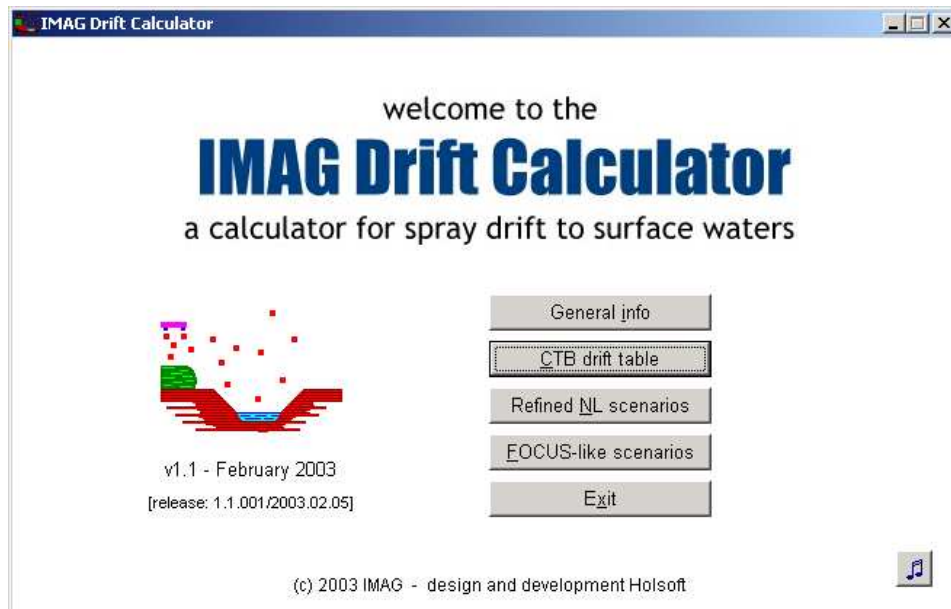 IMAG Drift Calculator
welcome to the
IMAG Drift Calculator
a calculator for spray drift to surface waters
General info
CTB drift table
Refined NL scenarios
FOCUS-like scenarios
Exit
v1.1 - February 2003
[release: 1.1.001/2003.02.05]
(c) 2003 IMAG - design and development Holsoft